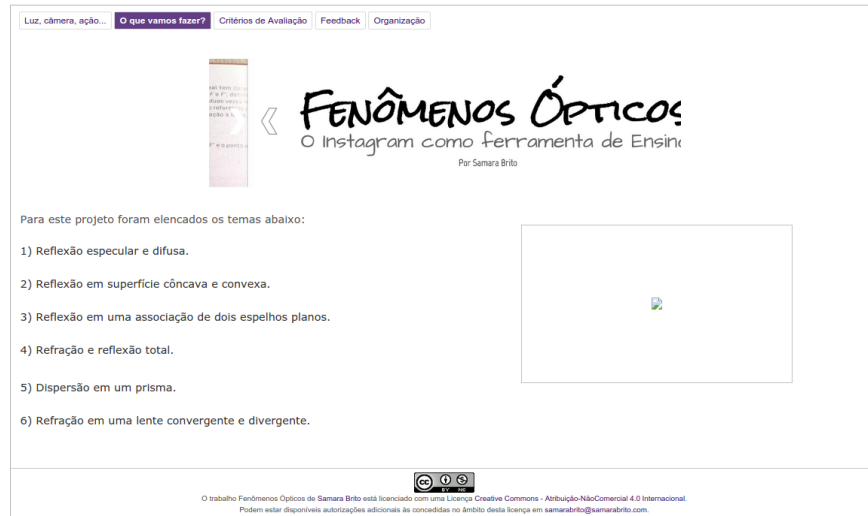 Luz, câmera, ação... O que vamos fazer? Critérios de Avaliação Feedback Organização
FENÔMENOS ÓPTICOS
O Instagram como ferramenta de Ensin
Por Samara Brito
Para este projeto foram elencados os temas abaixo:
1) Reflexão especular e difusa.
2) Reflexão em superfície côncava e convexa.
3) Reflexão em uma associação de dois espelhos planos.
4) Refração e reflexão total.
5) Dispersão em um prisma.
6) Refração em uma lente convergente e divergente.
CC BY NC
O trabalho Fenômenos Ópticos de Samara Brito está licenciado com uma Licença Creative Commons - Atribuição-NãoComercial 4.0 Internacional.
Podem estar disponíveis autorizações adicionais às concedidas no âmbito desta licença em samarabrito@samarabrito.com.